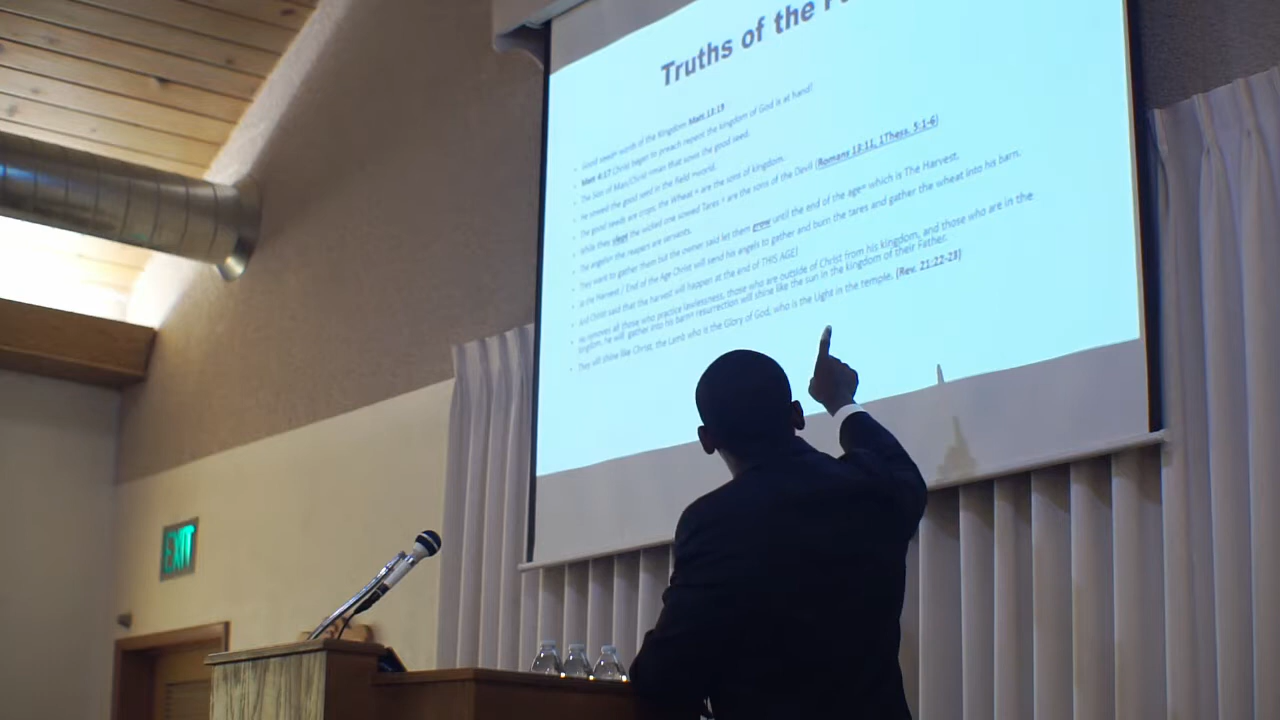 Truths of the
Good seed= words of the Kingdom Matt 13:19
Matt 4:17 Christ began to preach repent the kingdom of God is at hand!
The Son of Man/Christ =man that sows the good seed.
He sowed the good seed in the field =world.
The good seeds are crops the Wheat = are the sons of kingdom.
While they slept the wicked one sowed Tares = are the sons of the Devil (Romans 13:11, 1Thess. 5:1-6)
The angels= the reapers are servants.
They want to gather them but the owner said let them grow until the end of the age= which is The Harvest.
At the Harvest / End of the Age Christ will send his angels to gather and burn the tares and gather the wheat into his barn.
Christ said that the harvest will happen at the end of THIS AGE!
He removes all those who practice lawlessness, those who are outside of Christ from his kingdom, and those who are in the
kingdom, he will gather into his barn= resurrection will shine like the sun in the kingdom of their Father.
They will shine like Christ, the Lamb who is the Glory of God, who is the Light in the temple. (Rev. 21:22-23)
EXIT